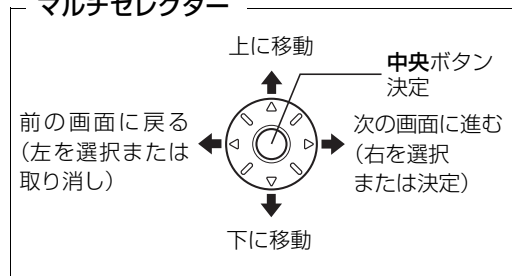 マルチセレクター
上に移動
中央ボタン
決定
前の画面に戻る
（左を選択または
取り消し）
次の画面に進む
（右を選択
または決定）
下に移動